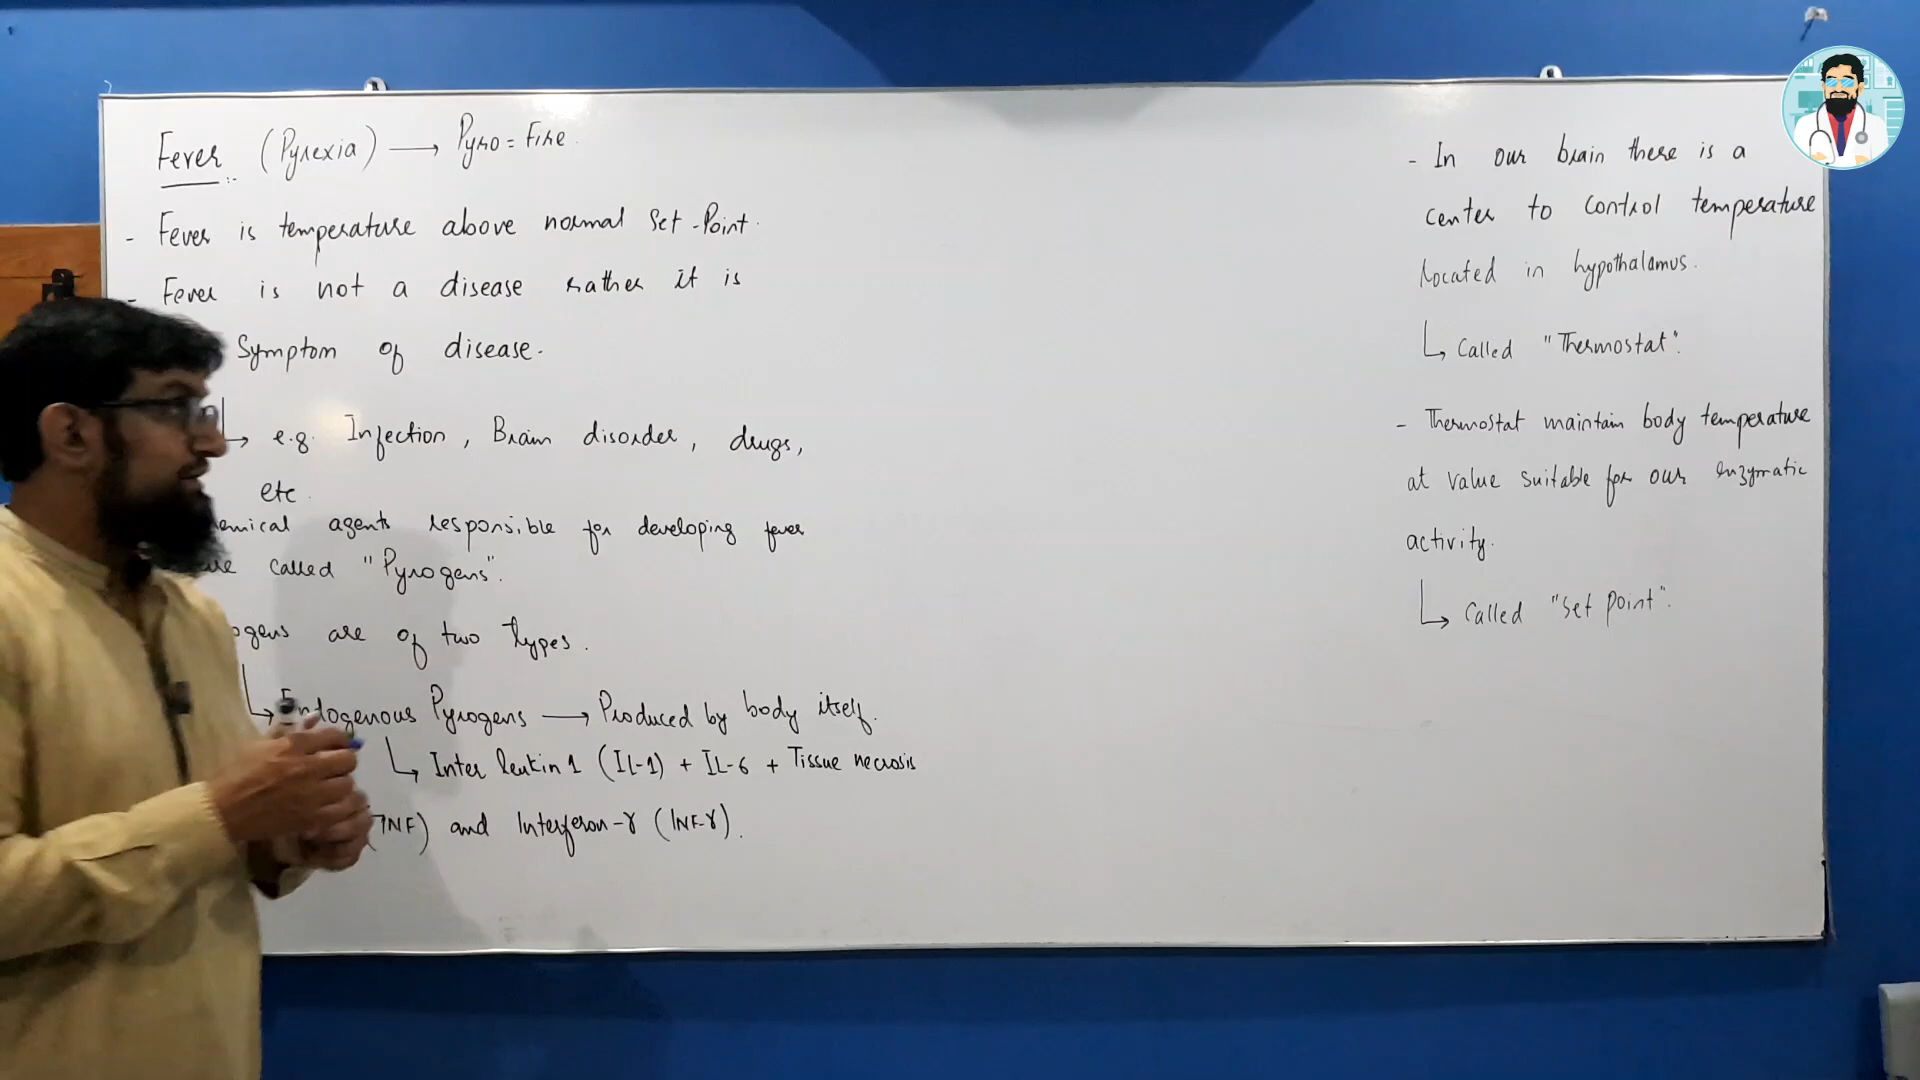 Fever (Pyrexia) → Pyro = Fire.
- Fever is temperature above normal Set-Point.
- Fever is not a disease rather it is
Symptom of disease.
↳ e.g. Infection, Brain disorder, drugs,
etc.
agents responsible for developing fever
called "Pyrogens".
are of two types.
↳ Endogenous Pyrogens → Produced by body itself.
↳ Inter leukin 1 (IL-1) + IL-6 + Tissue necrosis
(TNF) and Interferon-γ (INF-γ).
- In our brain there is a
center to control temperature
located in hypothalamus.
↳ Called "Thermostat".
- Thermostat maintain body temperature
at value suitable for our enzymatic
activity.
↳ Called "Set point".